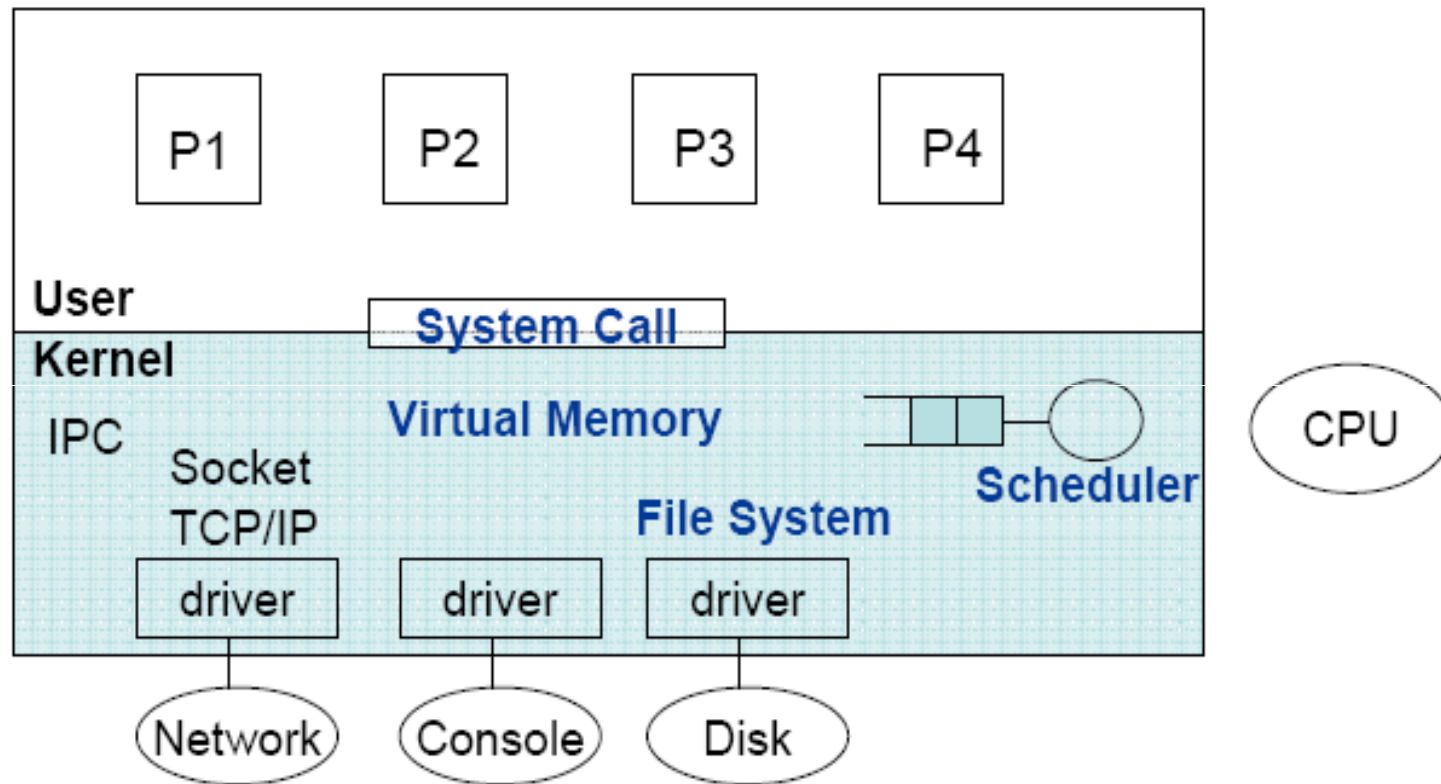 P1 P2 P3 P4
User
System Call
Kernel
IPC
Virtual Memory
CPU
Socket
Scheduler
TCP/IP
File System
driver driver driver
Network Console Disk